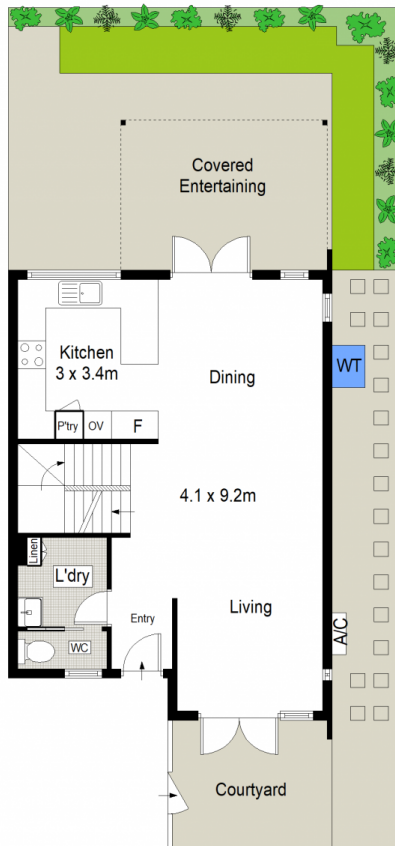 Covered
Entertaining
Kitchen
3 x 3.4m
Dining
WT
P'try
OV
F
4.1 x 9.2m
Linen
L'dry
Living
Entry
A/C
WC
Courtyard